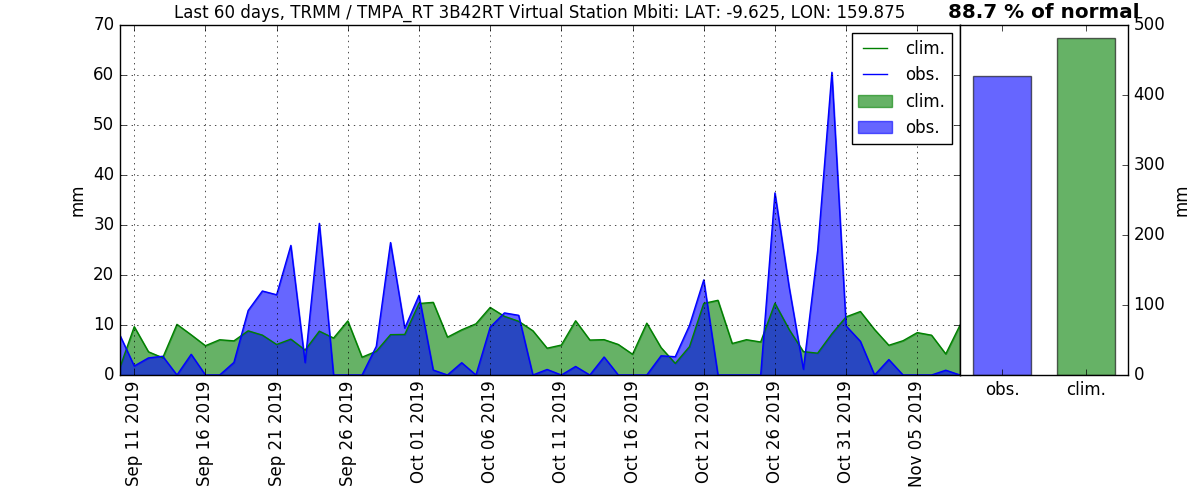 Last 60 days, TRMM / TMPA_RT 3B42RT Virtual Station Mbiti: LAT: -9.625, LON: 159.875
88.7 % of normal
70
60
50
40
30
20
10
0
mm
clim.
obs.
clim.
obs.
Sep 11 2019
Sep 16 2019
Sep 21 2019
Sep 26 2019
Oct 01 2019
Oct 06 2019
Oct 11 2019
Oct 16 2019
Oct 21 2019
Oct 26 2019
Oct 31 2019
Nov 05 2019
500
400
300
200
100
0
mm
obs.
clim.